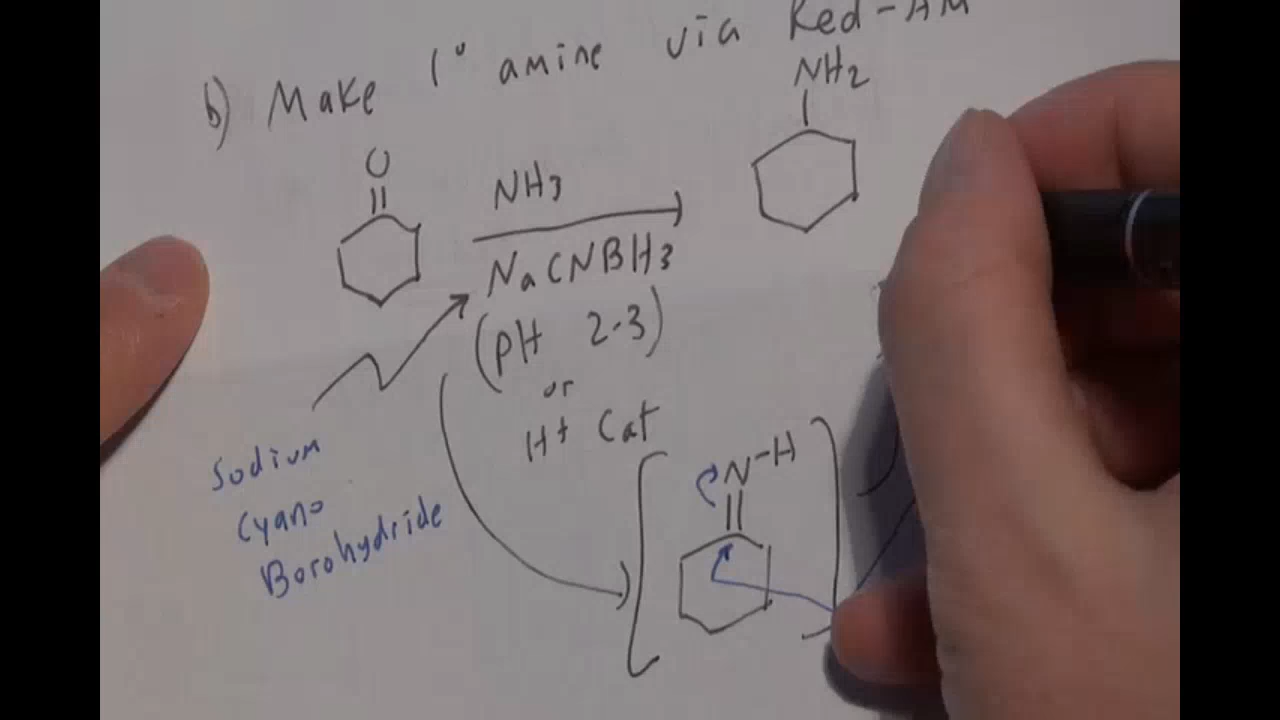 b) Make 1° amine via Red-AM
NH2
O
NH3
NaCNBH3
(pH 2-3)
or
H+ Cat
N-H
Sodium
Cyano
Borohydride